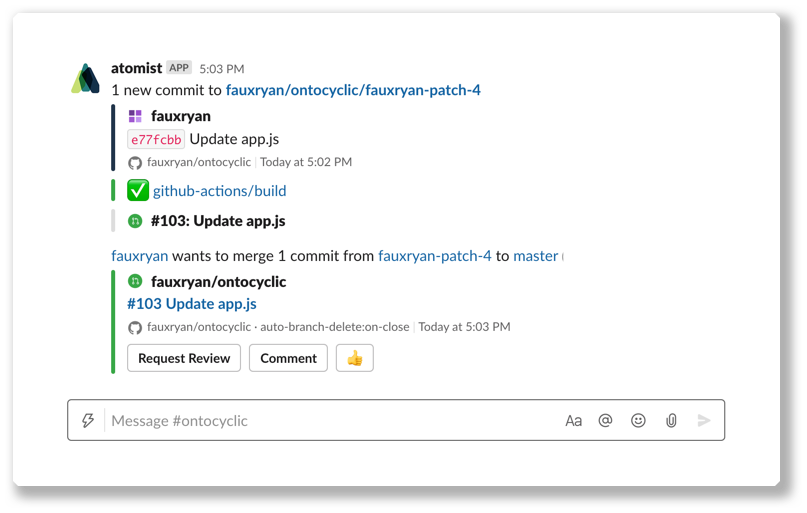 atomist APP 5:03 PM
1 new commit to fauxryan/ontocyclic/fauxryan-patch-4
fauxryan
e77fcbb Update app.js
fauxryan/ontocyclic Today at 5:02 PM
github-actions/build
#103: Update app.js
fauxryan wants to merge 1 commit from fauxryan-patch-4 to master
fauxryan/ontocyclic
#103 Update app.js
fauxryan/ontocyclic · auto-branch-delete:on-close Today at 5:03 PM
Request Review Comment
Message #ontocyclic Aa @